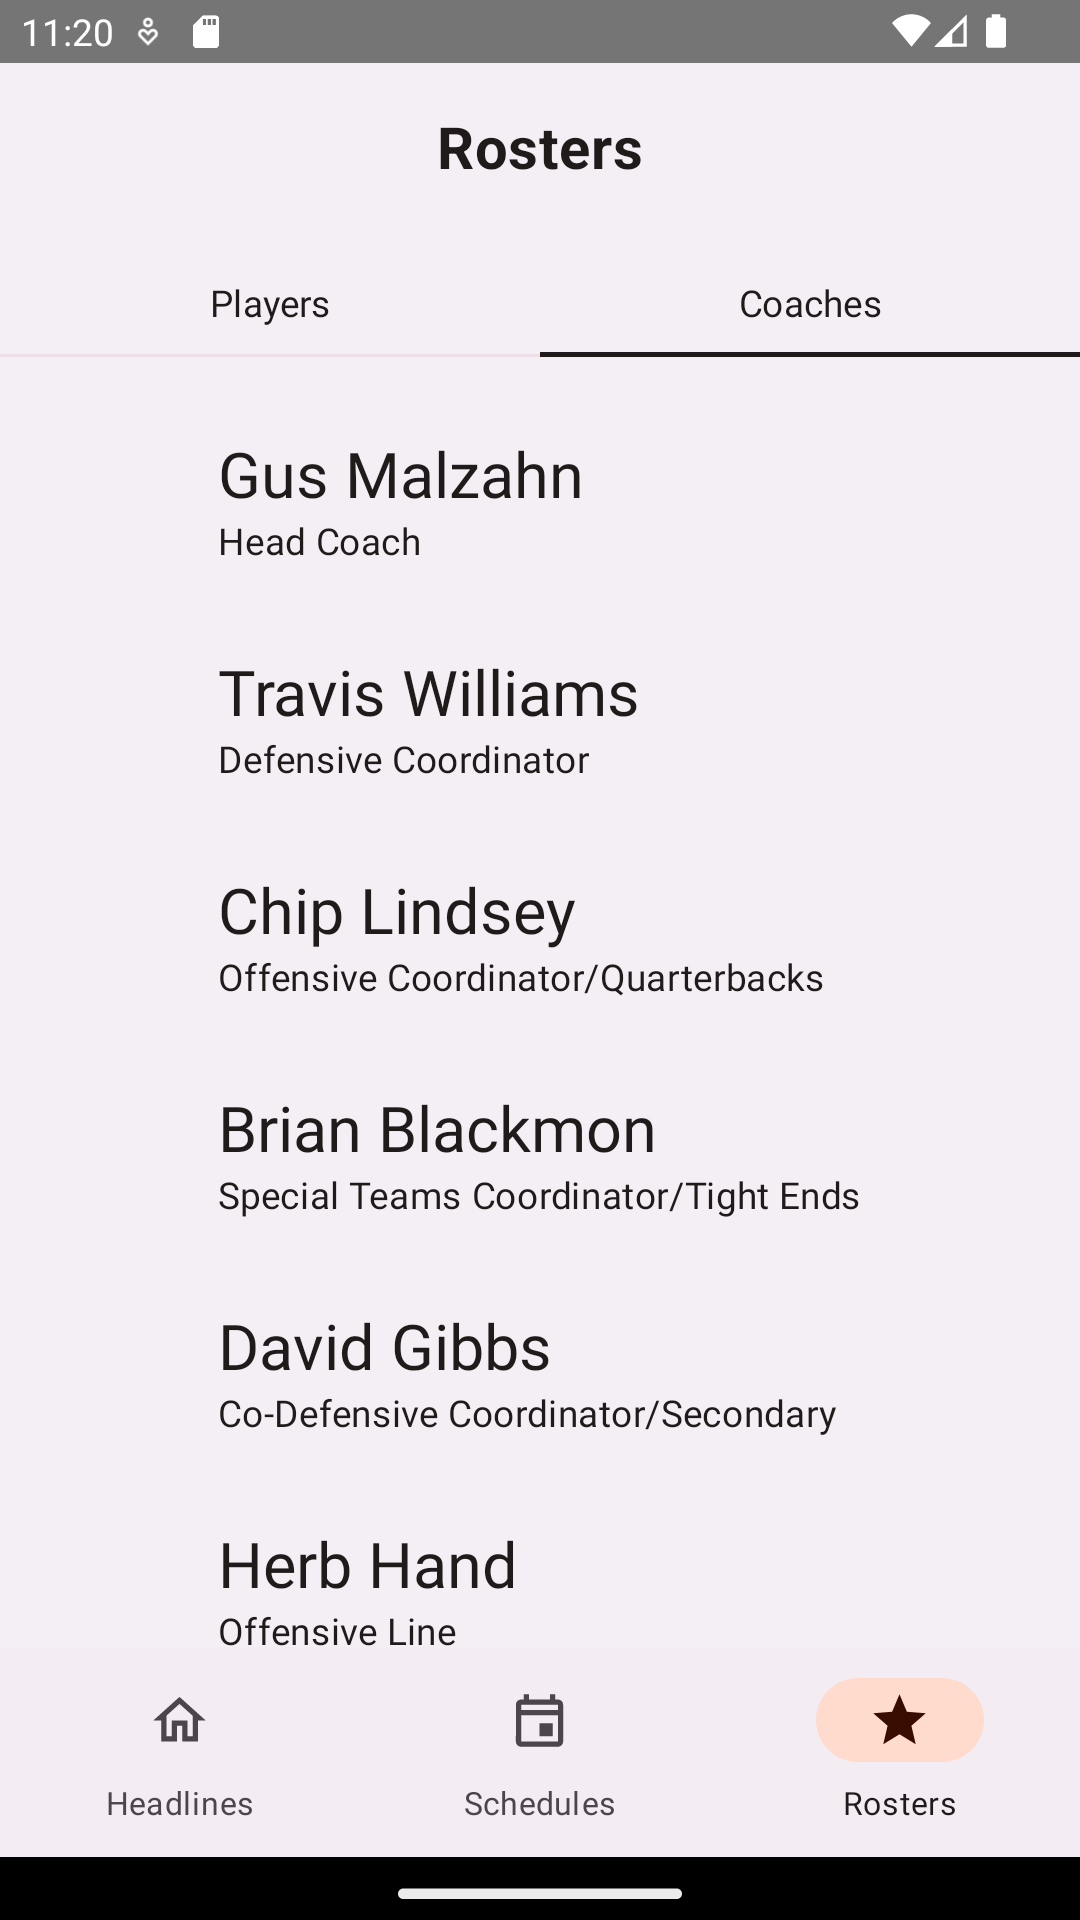 11:20
Rosters
Players
Coaches
Gus Malzahn
Head Coach
Travis Williams
Defensive Coordinator
Chip Lindsey
Offensive Coordinator/Quarterbacks
Brian Blackmon
Special Teams Coordinator/Tight Ends
David Gibbs
Co-Defensive Coordinator/Secondary
Herb Hand
Offensive Line
Headlines
Schedules
Rosters